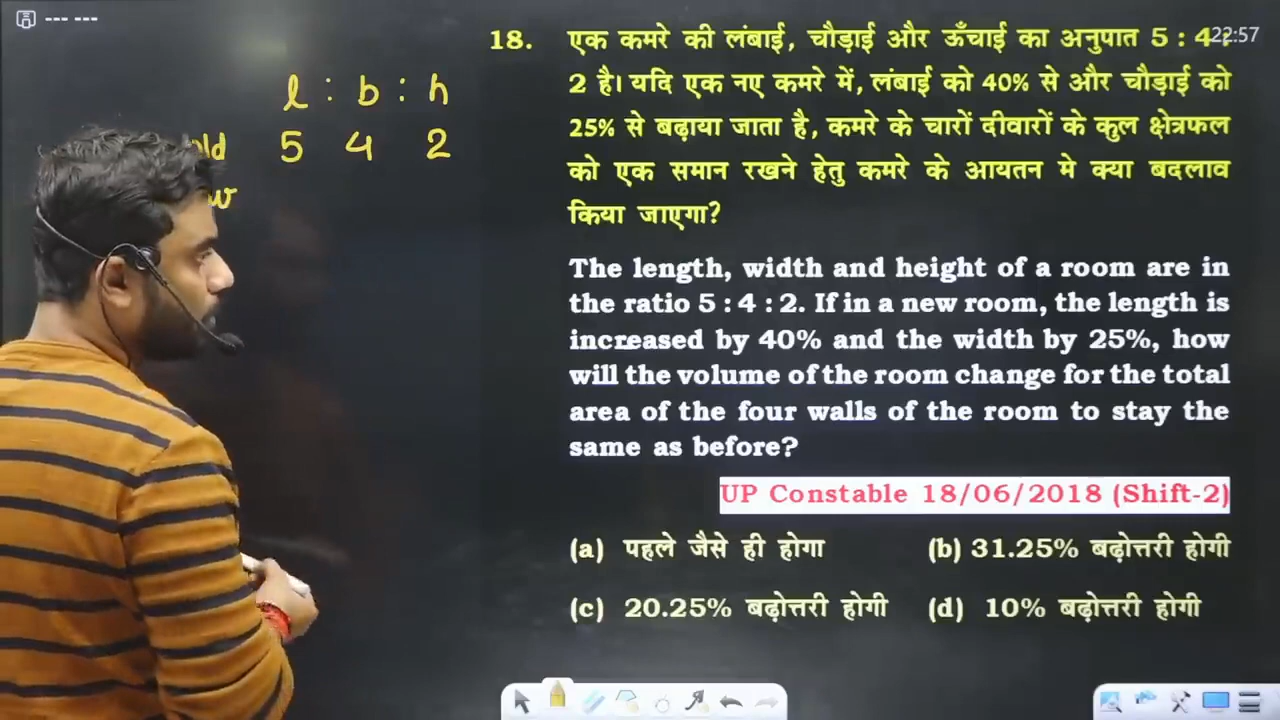 --- ---
22:57
18. एक कमरे की लंबाई, चौड़ाई और ऊँचाई का अनुपात 5 : 4 :
2 है। यदि एक नए कमरे में, लंबाई को 40% से और चौड़ाई को
25% से बढ़ाया जाता है, कमरे के चारों दीवारों के कुल क्षेत्रफल
को एक समान रखने हेतु कमरे के आयतन मे क्या बदलाव
किया जाएगा?
l : b : h
5 4 2
The length, width and height of a room are in
the ratio 5 : 4 : 2. If in a new room, the length is
increased by 40% and the width by 25%, how
will the volume of the room change for the total
area of the four walls of the room to stay the
same as before?
UP Constable 18/06/2018 (Shift-2)
(a) पहले जैसे ही होगा (b) 31.25% बढ़ोत्तरी होगी
(c) 20.25% बढ़ोत्तरी होगी (d) 10% बढ़ोत्तरी होगी